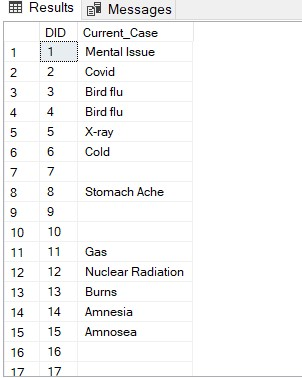 Results Messages
DID Current_Case
1 1 Mental Issue
2 2 Covid
3 3 Bird flu
4 4 Bird flu
5 5 X-ray
6 6 Cold
7 7
8 8 Stomach Ache
9 9
10 10
11 11 Gas
12 12 Nuclear Radiation
13 13 Burns
14 14 Amnesia
15 15 Amnosea
16 16
17 17